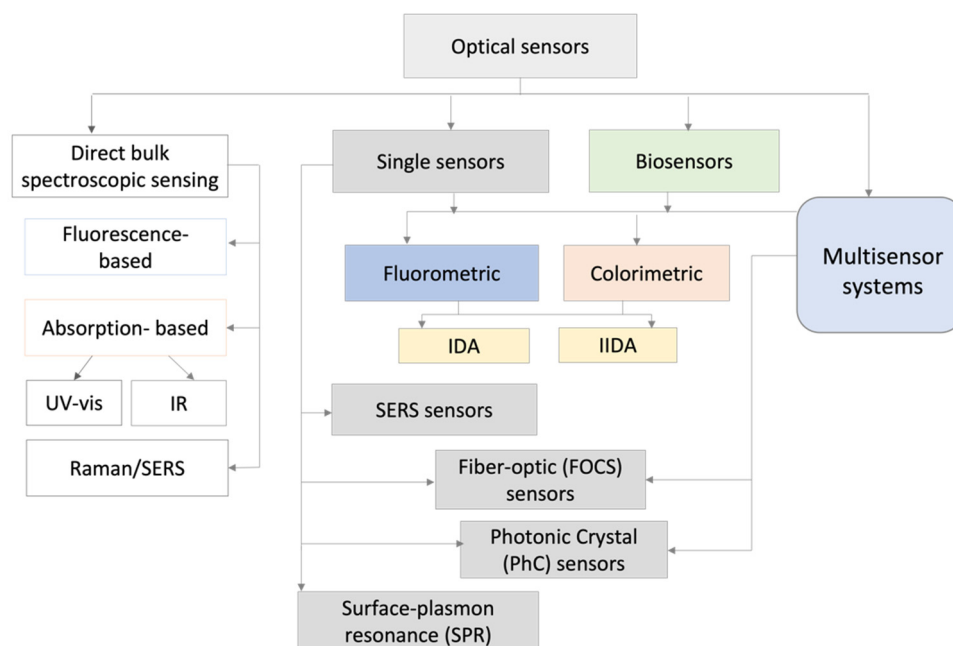 Optical sensors
Direct bulk
spectroscopic sensing
Single sensors
Biosensors
Multisensor
systems
Fluorescence-
based
Fluorometric
Colorimetric
Absorption- based
IDA
IIDA
UV-vis
IR
SERS sensors
Raman/SERS
Fiber-optic (FOCS)
sensors
Photonic Crystal
(PhC) sensors
Surface-plasmon
resonance (SPR)